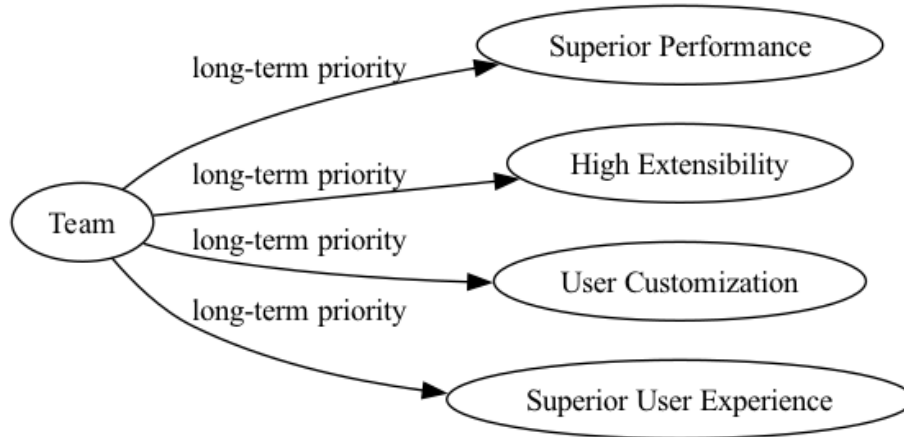 Superior Performance
long-term priority
High Extensibility
long-term priority
Team
long-term priority
User Customization
long-term priority
Superior User Experience